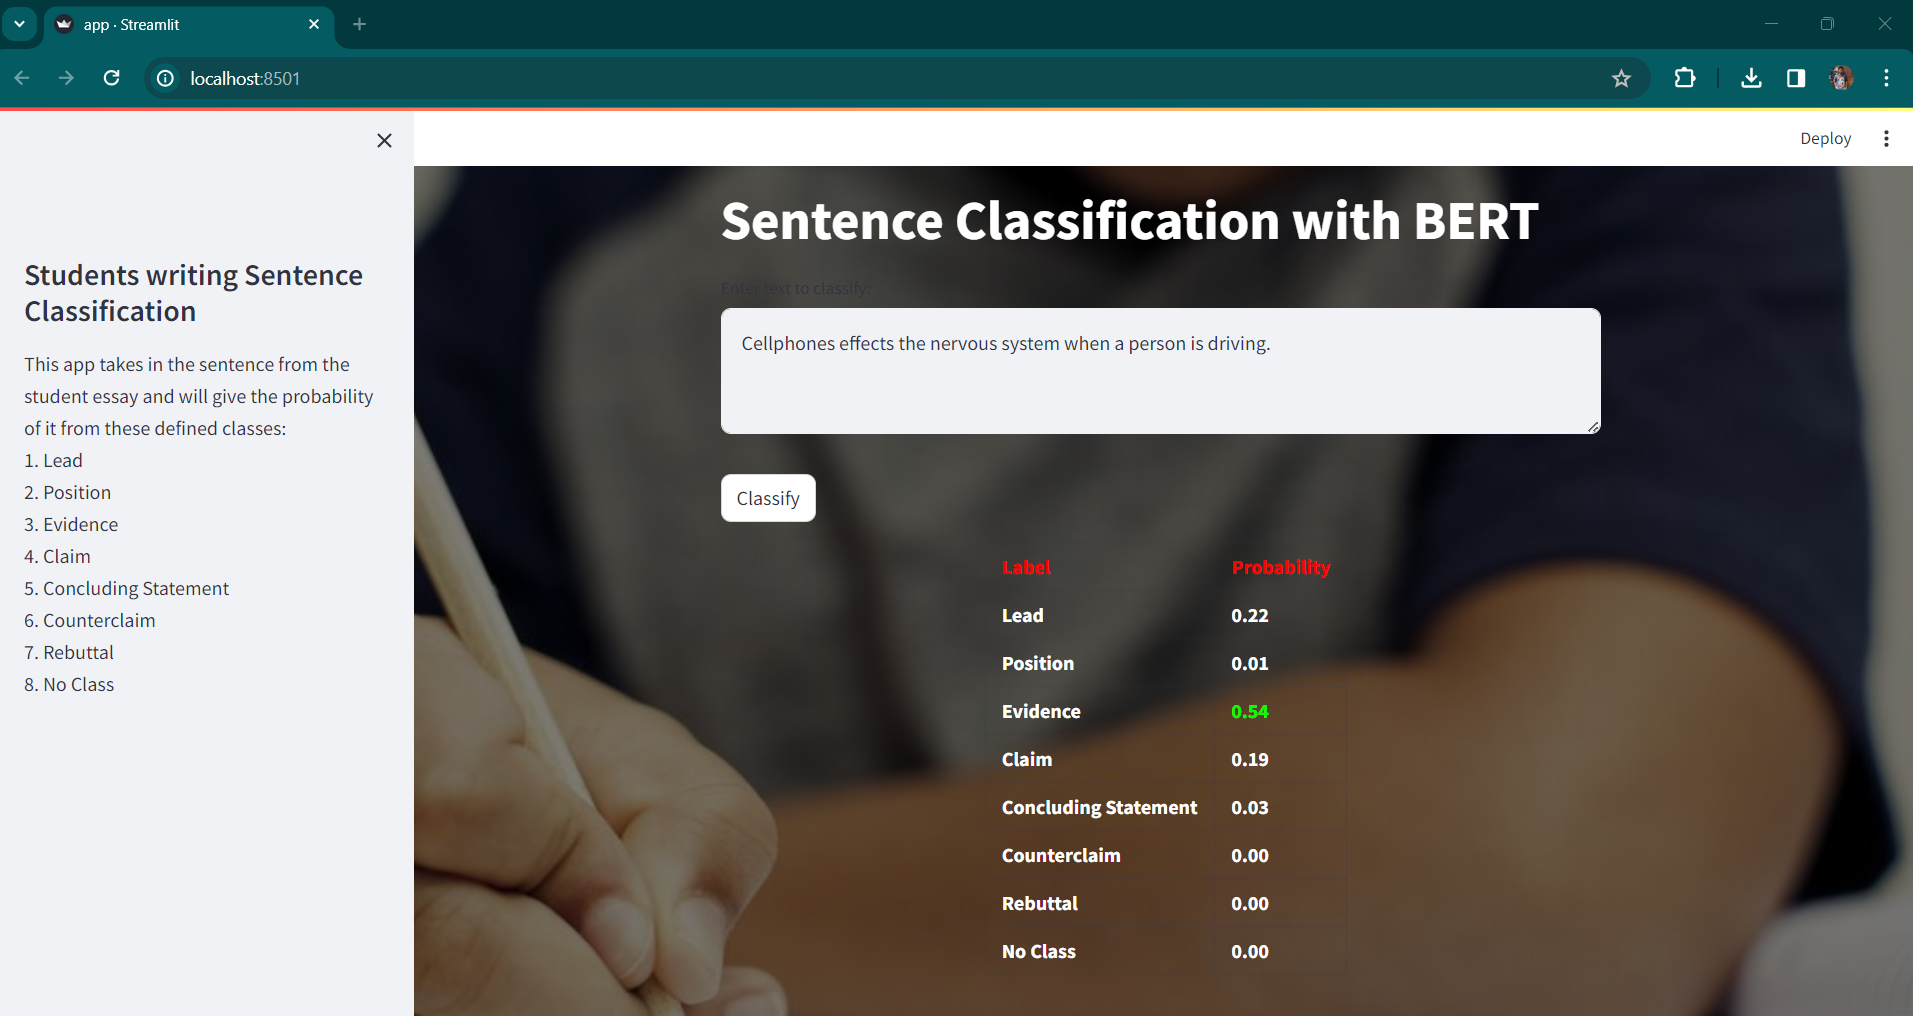 app · Streamlit
localhost:8501
Deploy
Students writing Sentence
Classification
This app takes in the sentence from the
student essay and will give the probability
of it from these defined classes:
1. Lead
2. Position
3. Evidence
4. Claim
5. Concluding Statement
6. Counterclaim
7. Rebuttal
8. No Class
Sentence Classification with BERT
Enter text to classify:
Cellphones effects the nervous system when a person is driving.
Classify
Label Probability
Lead 0.22
Position 0.01
Evidence 0.54
Claim 0.19
Concluding Statement 0.03
Counterclaim 0.00
Rebuttal 0.00
No Class 0.00